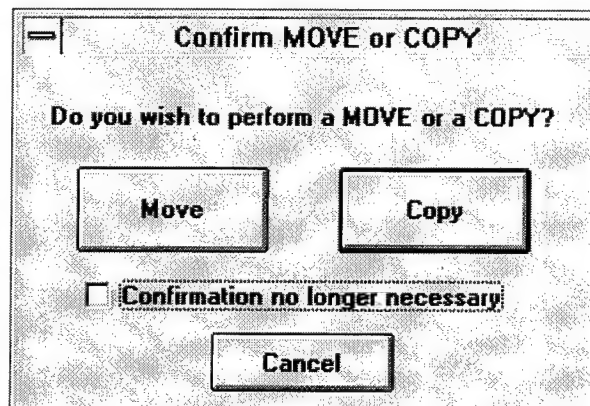 Confirm MOVE or COPY
Do you wish to perform a MOVE or a COPY?
Move Copy
Confirmation no longer necessary
Cancel